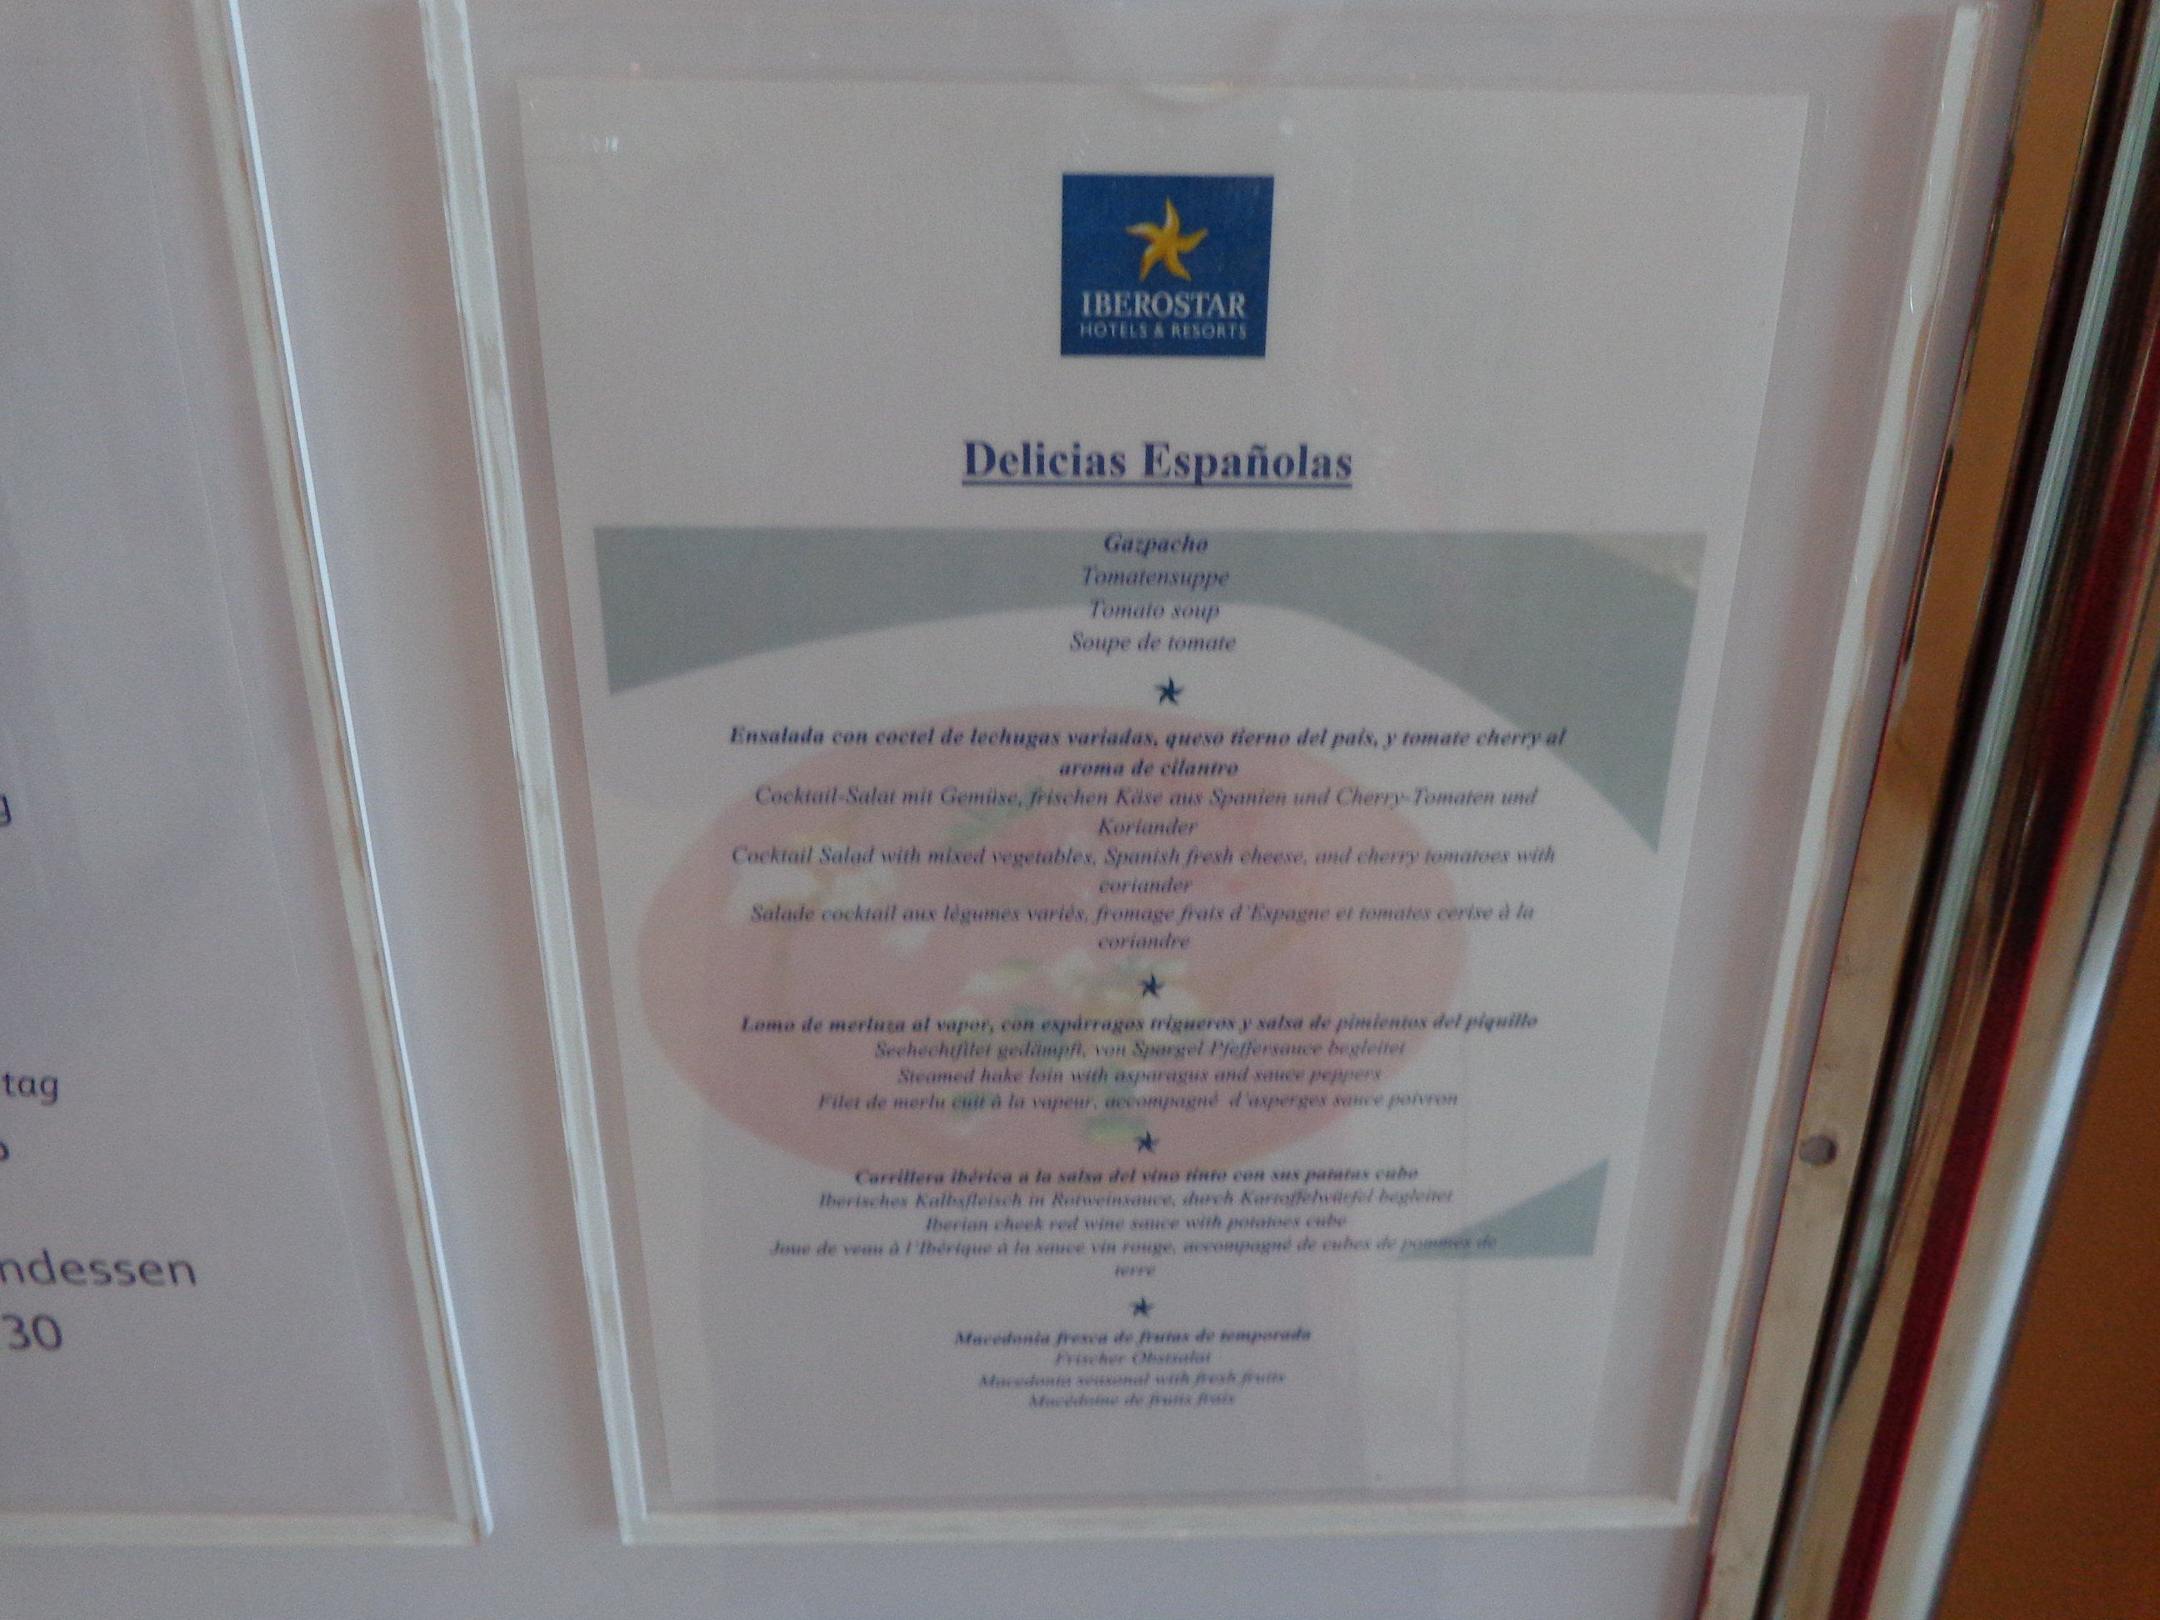 g
tag
ndessen
30
IBEROSTAR
HOTELS & RESORTS
Delicias Españolas
Gazpacho
Tomatensuppe
Tomato soup
Soupe de tomate
Ensalada con coctel de lechugas variadas, queso tierno del país, y tomate cherry al
aroma de cilantro
Cocktail-Salat mit Gemüse, frischen Käse aus Spanien und Cherry-Tomaten und
Koriander
Cocktail Salad with mixed vegetables, Spanish fresh cheese, and cherry tomatoes with
coriander
Salade cocktail aux légumes variés, fromage frais d'Espagne et tomates cerise à la
coriandre
Lomo de merluza al vapor, con espárragos trigueros y salsa de pimientos del piquillo
Seehechtfilet gedämpft, von Spargel Pfeffersauce begleitet
Steamed hake loin with asparagus and sauce peppers
Filet de merlu cuit à la vapeur, accompagné d'asperges sauce poivron
Carrillera ibérica a la salsa del vino tinto con sus patatas cubo
Iberisches Kalbsfleisch in Rotweinsauce, durch Kartoffelwürfel begleitet
Iberian cheek red wine sauce with potatoes cube
Joue de veau à l'Ibérique à la sauce vin rouge, accompagné de cubes de pommes de
terre
Macedonia fresca de frutas de temporada
Frischer Obstsalat
Macedonia seasonal with fresh fruits
Macédoine de fruits frais